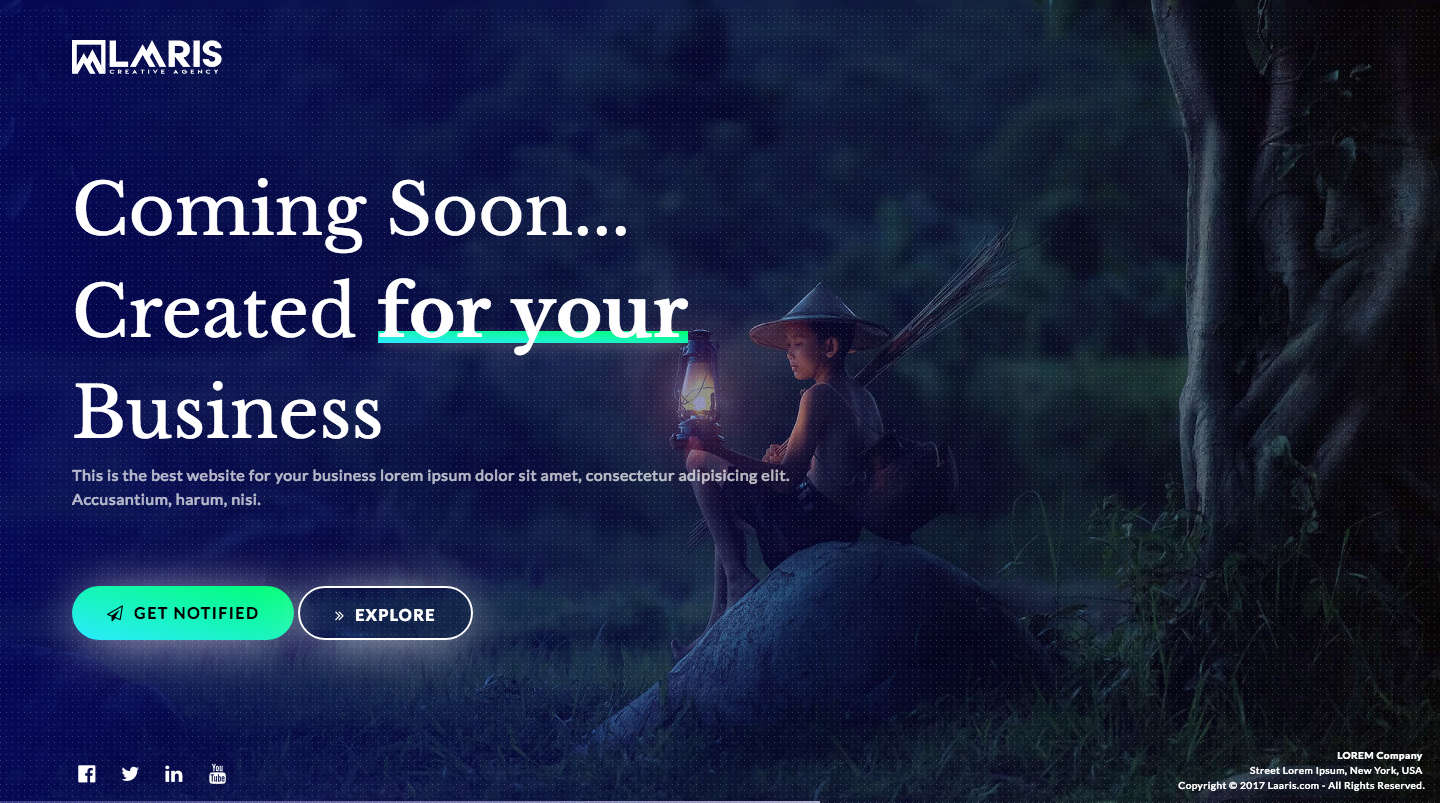 LAARIS
CREATIVE AGENCY
Coming Soon...
Created for your
Business
This is the best website for your business lorem ipsum dolor sit amet, consectetur adipisicing elit.
Accusantium, harum, nisi.
GET NOTIFIED
EXPLORE
You
Tube
LOREM Company
Street Lorem Ipsum, New York, USA
Copyright © 2017 Laaris.com - All Rights Reserved.